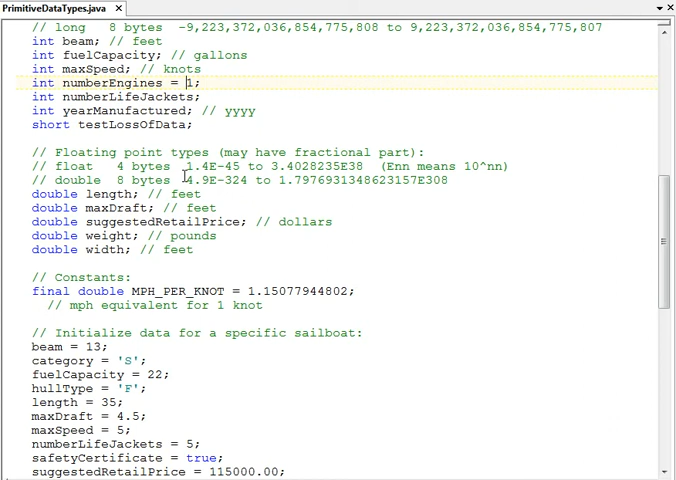 PrimitiveDataTypes.java
// long   8 bytes  -9,223,372,036,854,775,808 to 9,223,372,036,854,775,807
int beam; // feet
int fuelCapacity; // gallons
int maxSpeed; // knots
int numberEngines = 1;
int numberLifeJackets;
int yearManufactured; // yyyy
short testLossOfData;
// Floating point types (may have fractional part):
// float   4 bytes  1.4E-45 to 3.4028235E38  (Enn means 10^nn)
// double  8 bytes  4.9E-324 to 1.7976931348623157E308
double length; // feet
double maxDraft; // feet
double suggestedRetailPrice; // dollars
double weight; // pounds
double width; // feet
// Constants:
final double MPH_PER_KNOT = 1.15077944802;
// mph equivalent for 1 knot
// Initialize data for a specific sailboat:
beam = 13;
category = 'S';
fuelCapacity = 22;
hullType = 'F';
length = 35;
maxDraft = 4.5;
maxSpeed = 5;
numberLifeJackets = 5;
safetyCertificate = true;
suggestedRetailPrice = 115000.00;